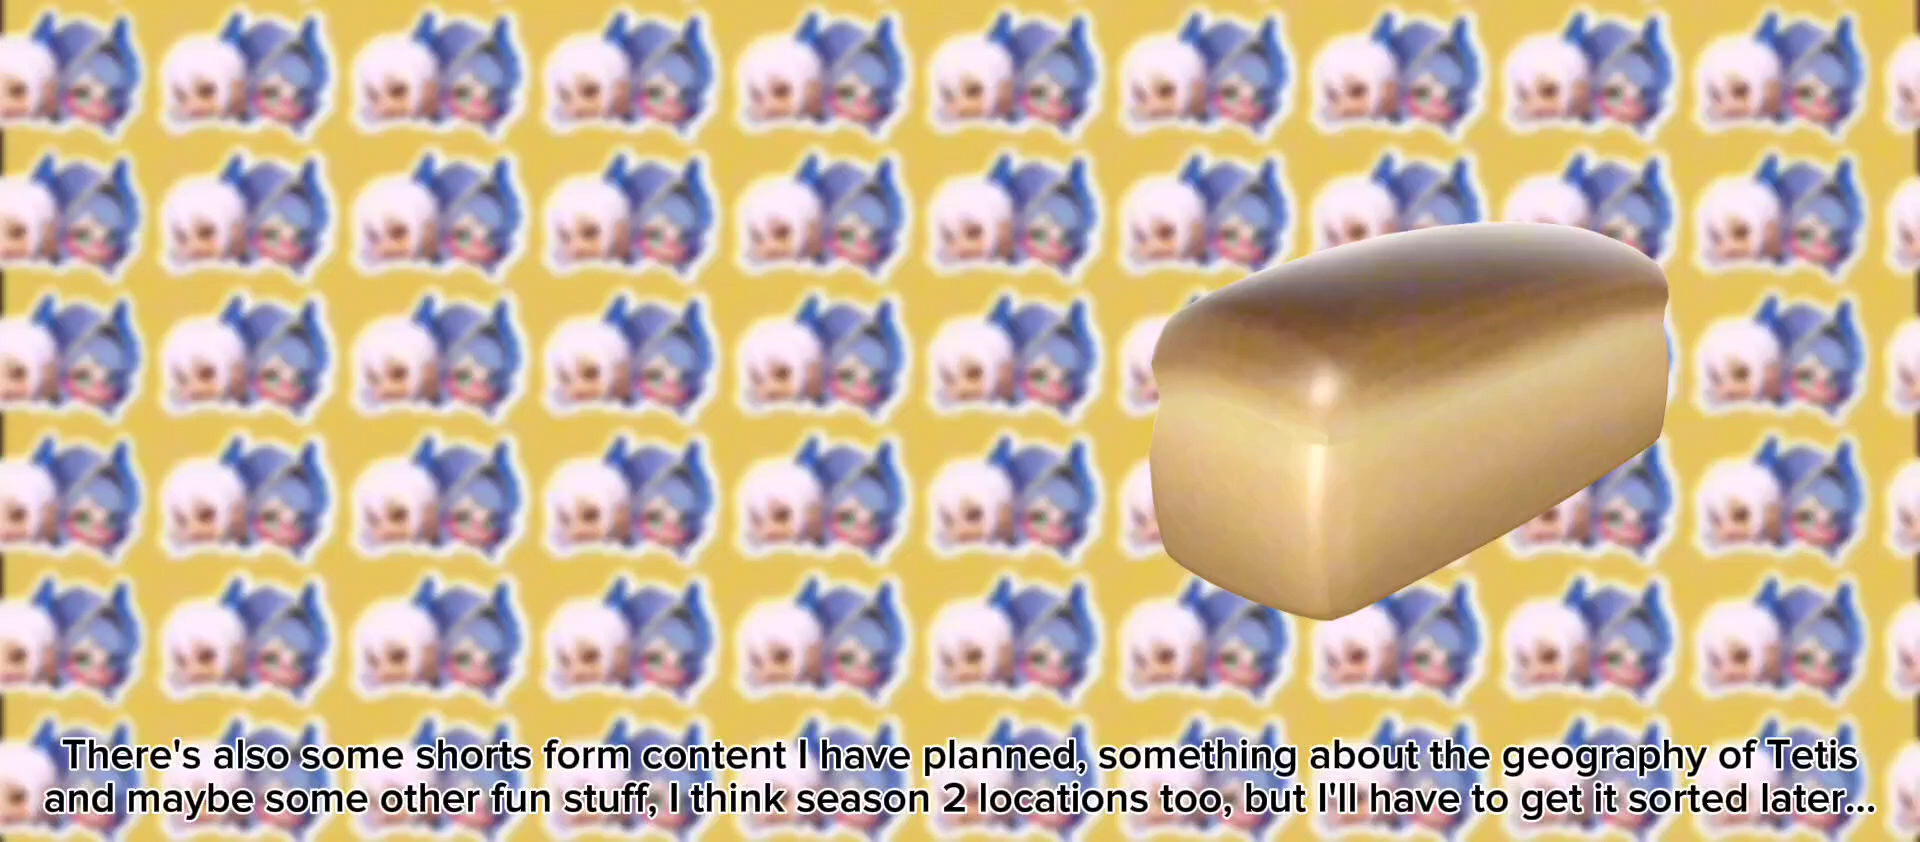 There's also some shorts form content I have planned, something about the geography of Tetis
and maybe some other fun stuff, I think season 2 locations too, but I'll have to get it sorted later...